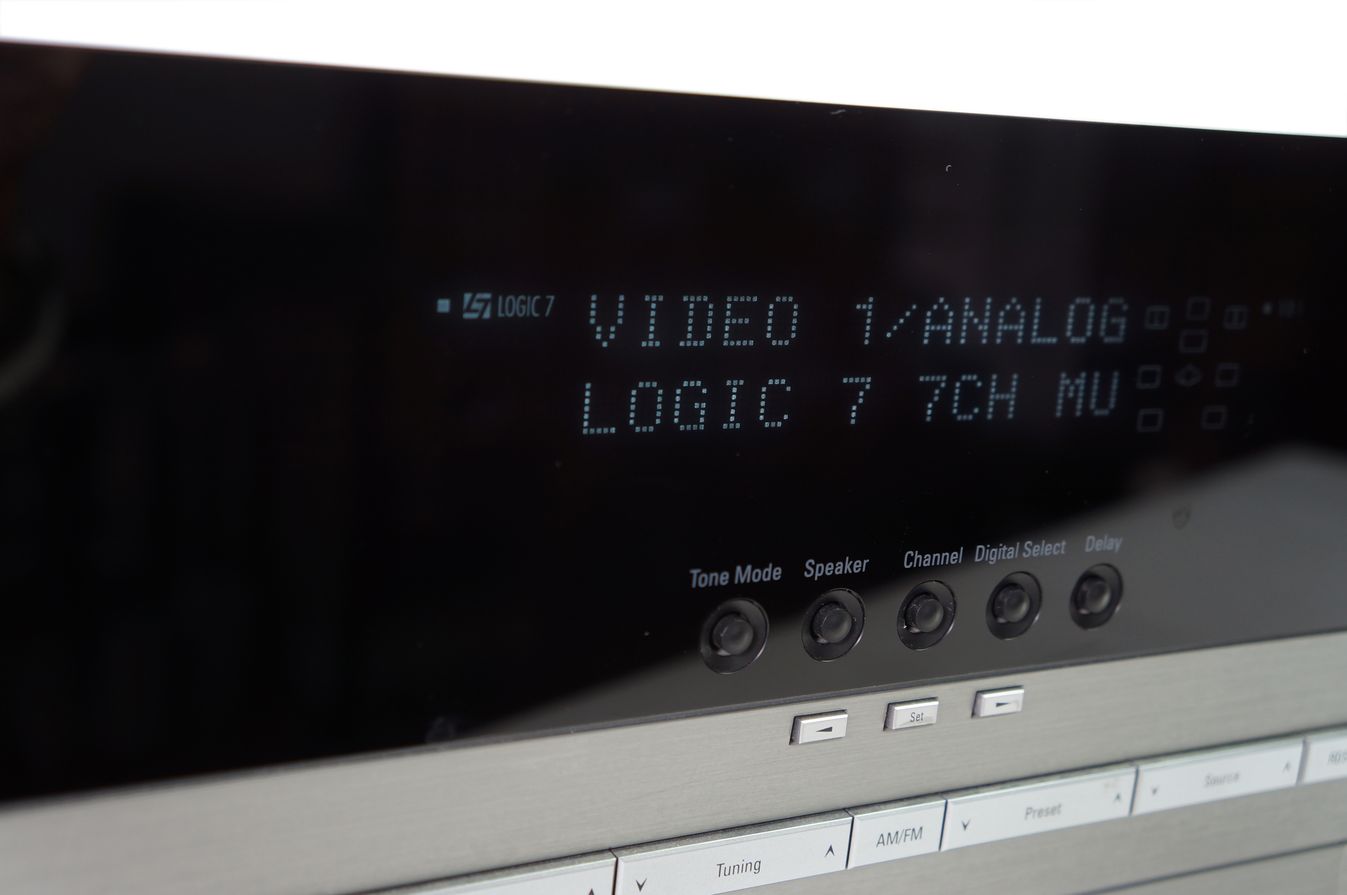 LOGIC 7 VIDEO 1/ANALOG
LOGIC 7 7CH MU
Tone Mode Speaker Channel Digital Select Delay
Set
Tuning AM/FM Preset Source